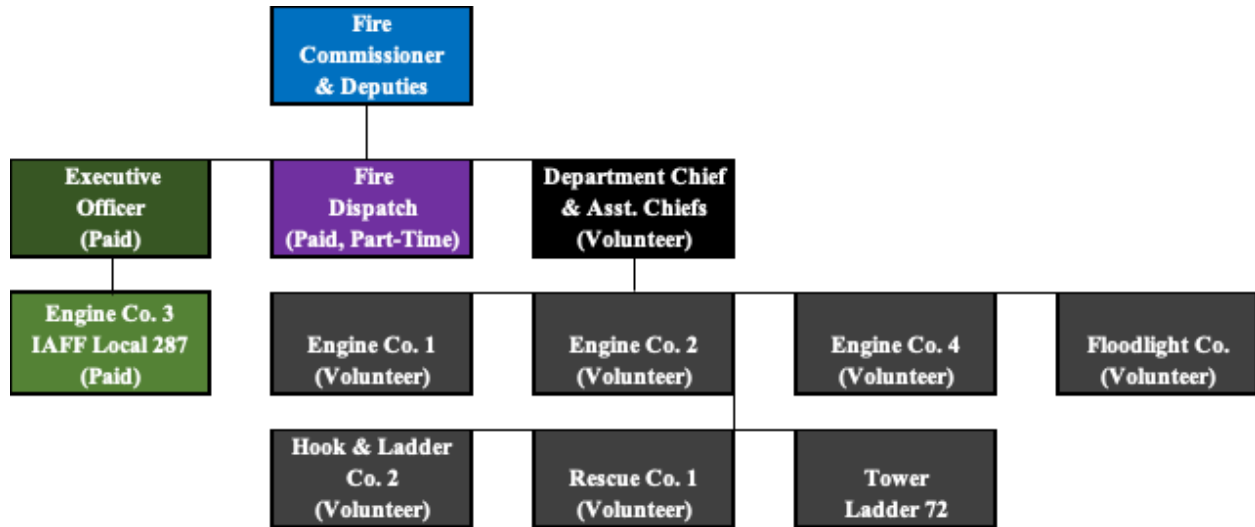 Fire
Commissioner
& Deputies
Executive
Officer
(Paid)
Fire
Dispatch
(Paid, Part-Time)
Department Chief
& Asst. Chiefs
(Volunteer)
Engine Co. 3
IAFF Local 287
(Paid)
Engine Co. 1
(Volunteer)
Engine Co. 2
(Volunteer)
Engine Co. 4
(Volunteer)
Floodlight Co.
(Volunteer)
Hook & Ladder
Co. 2
(Volunteer)
Rescue Co. 1
(Volunteer)
Tower
Ladder 72